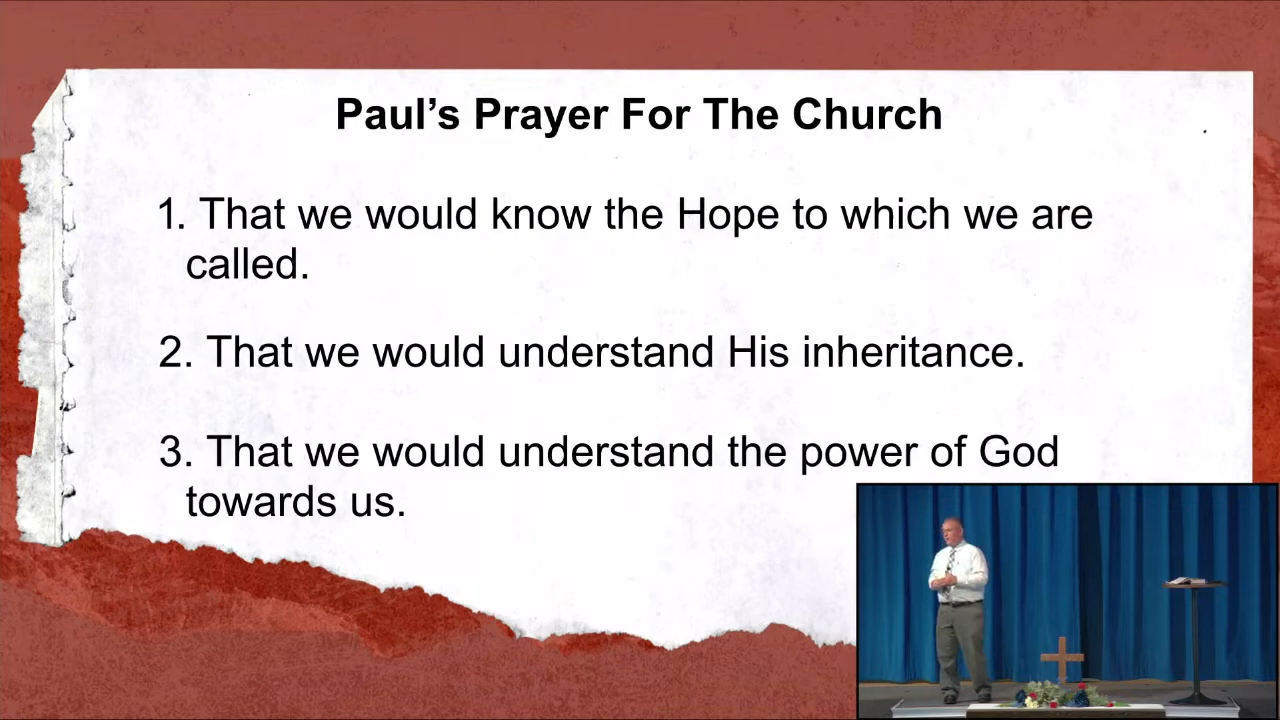 Paul’s Prayer For The Church
1. That we would know the Hope to which we are
called.
2. That we would understand His inheritance.
3. That we would understand the power of God
towards us.